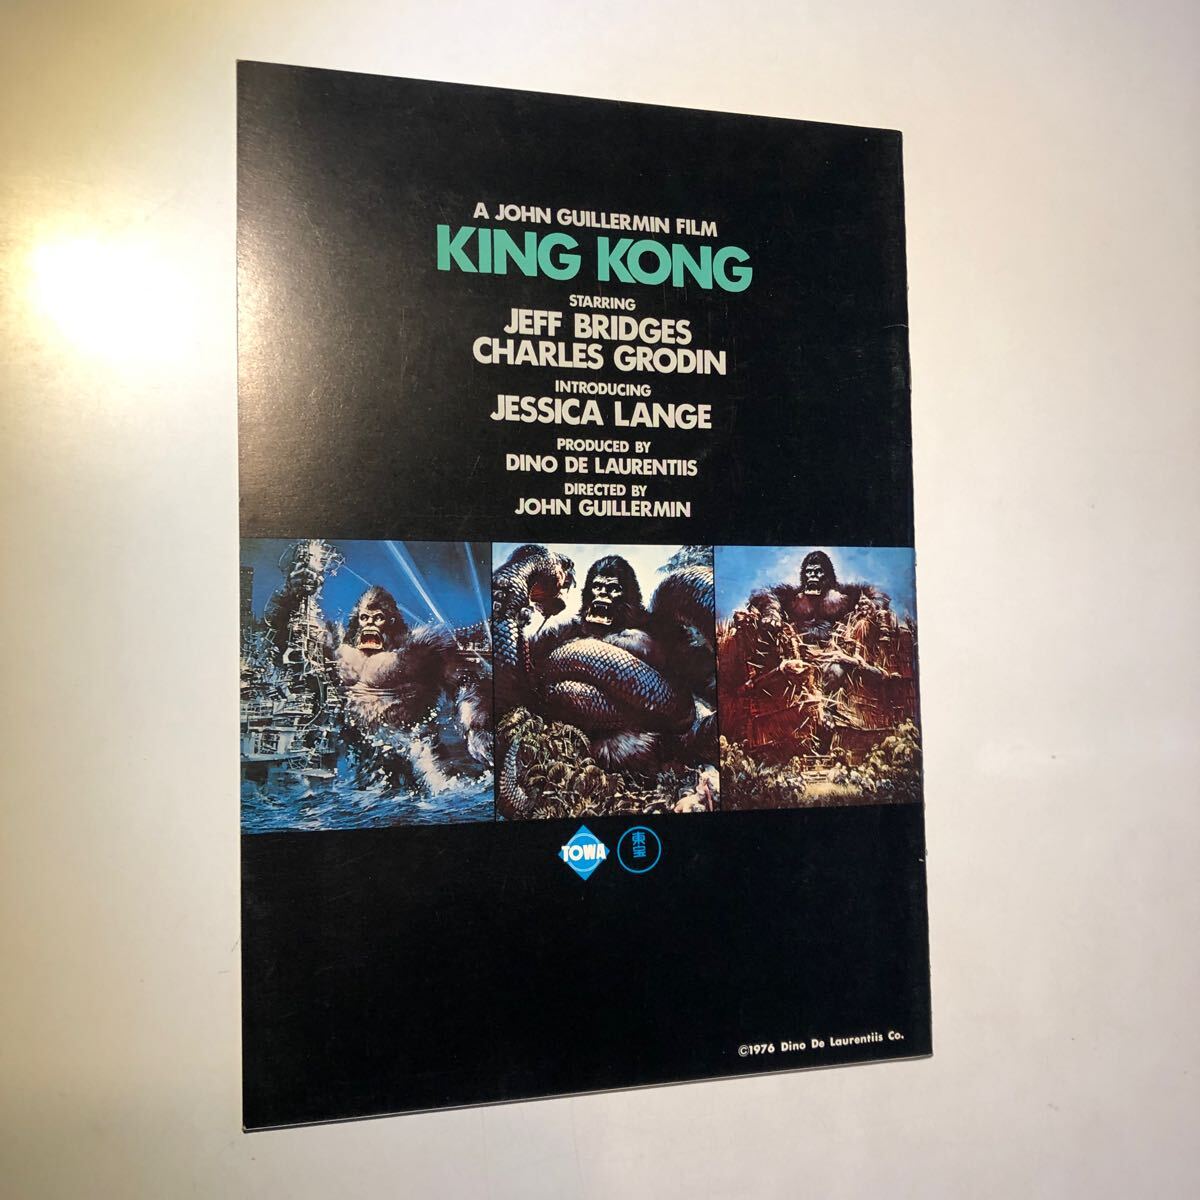 A JOHN GUILLERMIN FILM
KING KONG
STARRING
JEFF BRIDGES
CHARLES GRODIN
INTRODUCING
JESSICA LANGE
PRODUCED BY
DINO DE LAURENTIIS
DIRECTED BY
JOHN GUILLERMIN
TOWA
東宝
©1976 Dino De Laurentiis Co.